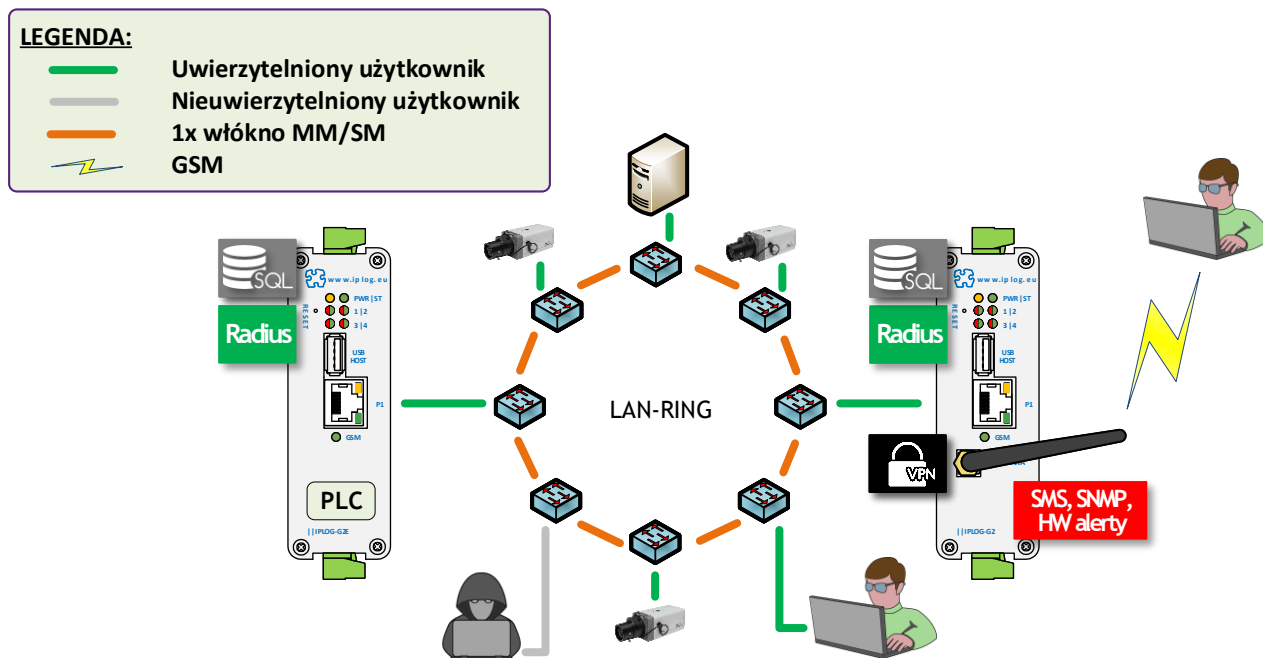 LEGENDA:
Uwierzytelniony użytkownik
Nieuwierzytelniony użytkownik
1x włókno MM/SM
GSM
SQL
www.iplog.eu
RESET
PWR|ST
1|2
3|4
Radius
USB
HOST
P1
GSM
PLC
||IPLOG-G2E
LAN-RING
SQL
www.iplog.eu
RESET
PWR|ST
1|2
3|4
Radius
USB
HOST
P1
GSM
VPN
SMS, SNMP,
HW alerty
||IPLOG-G2